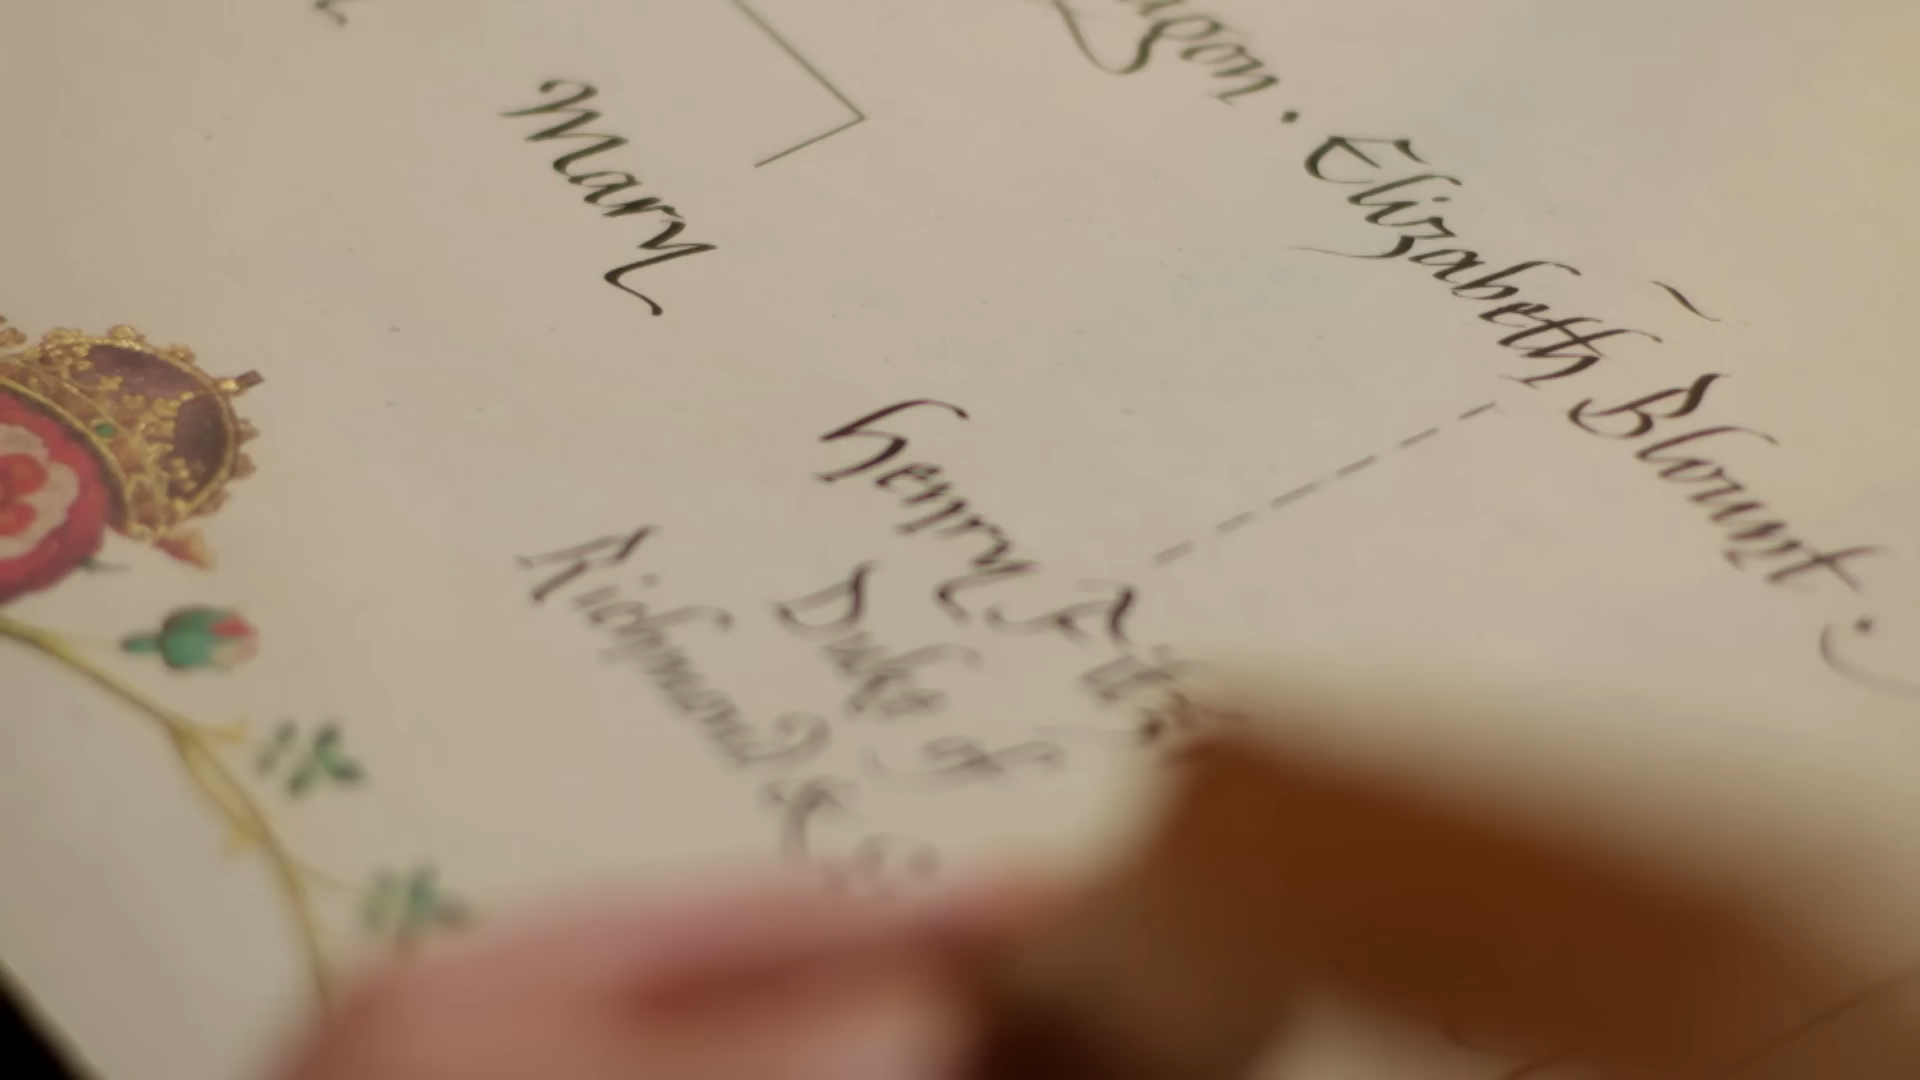 agon · Elizabeth Blount ·
Mary
Henry Fitz
Duke of
Richmond &